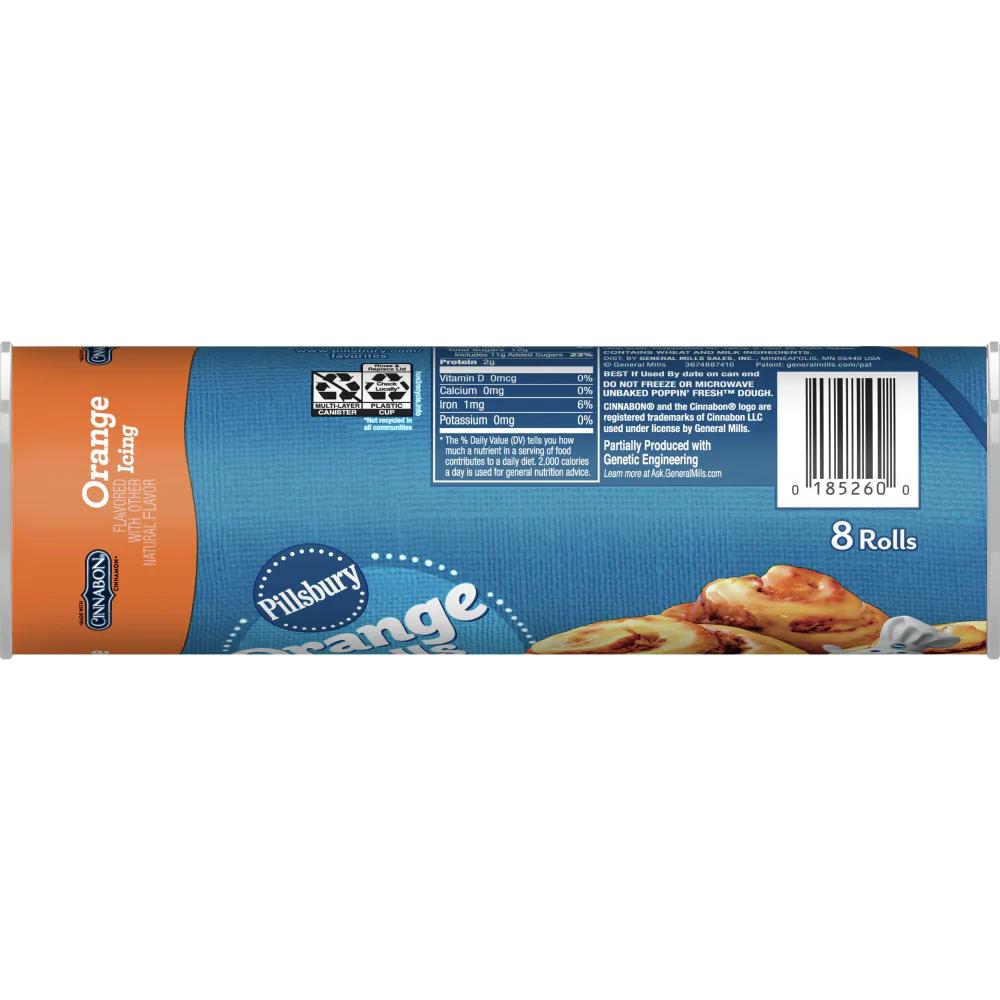 Orange
Icing
FLAVORED
WITH OTHER
NATURAL FLAVOR
•MADE WITH
CINNABON®
CINNAMON•
www.pillsbury.com/
favorites
Rinse &
Replace Lid
Check
Locally*
MULTI-LAYER
CANISTER
PLASTIC
CUP
how2recycle.info
*Not recycled in
all communities
Total Sugars 12g
Includes 11g Added Sugars 23%
Protein 2g
Vitamin D 0mcg 0%
Calcium 0mg 0%
Iron 1mg 6%
Potassium 0mg 0%
* The % Daily Value (DV) tells you how
much a nutrient in a serving of food
contributes to a daily diet. 2,000 calories
a day is used for general nutrition advice.
CONTAINS WHEAT AND MILK INGREDIENTS.
DIST. BY GENERAL MILLS SALES, INC., MINNEAPOLIS, MN 55440 USA
© General Mills 3674887410 Patent: generalmills.com/pat
BEST If Used By date on can end
DO NOT FREEZE OR MICROWAVE
UNBAKED POPPIN' FRESH™ DOUGH.
CINNABON® and the Cinnabon® logo are
registered trademarks of Cinnabon LLC
used under license by General Mills.
Partially Produced with
Genetic Engineering
Learn more at Ask.GeneralMills.com
0 185260 0
8 Rolls
Pillsbury
Orange